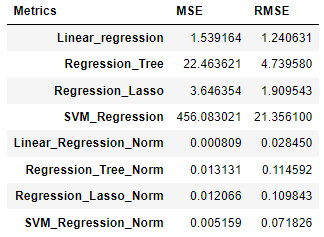 Metrics MSE RMSE
Linear_regression 1.539164 1.240631
Regression_Tree 22.463621 4.739580
Regression_Lasso 3.646354 1.909543
SVM_Regression 456.083021 21.356100
Linear_Regression_Norm 0.000809 0.028450
Regression_Tree_Norm 0.013131 0.114592
Regression_Lasso_Norm 0.012066 0.109843
SVM_Regression_Norm 0.005159 0.071826